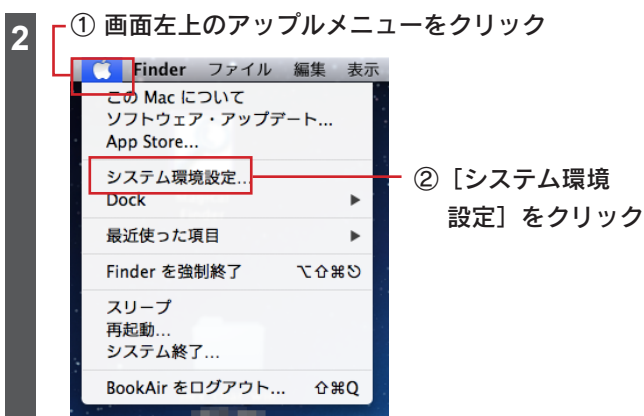 2
① 画面左上のアップルメニューをクリック
Finder ファイル 編集 表示
この Mac について
ソフトウェア・アップデート...
App Store...
システム環境設定...
Dock ▶
最近使った項目 ▶
Finder を強制終了 ⌥⇧⌘⎋
スリープ
再起動...
システム終了...
BookAir をログアウト... ⇧⌘Q
②［システム環境
設定］をクリック